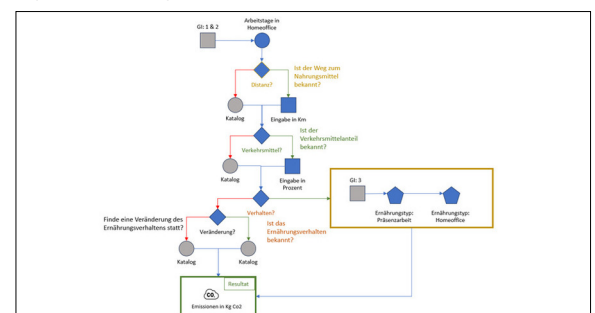 GI: 1 & 2
Arbeitstage in
Homeoffice
Distanz?
Ist der Weg zum
Nahrungsmittel
bekannt?
Katalog
Eingabe in Km
Verkehrsmittel?
Ist der
Verkehrsmittelanteil
bekannt?
Katalog
Eingabe in
Prozent
GI: 3
Ernährungstyp:
Präsenzarbeit
Ernährungstyp:
Homeoffice
Verhalten?
Ist das
Ernährungsverhalten
bekannt?
Finde eine Veränderung des
Ernährungsverhaltens statt?
Veränderung?
Katalog
Katalog
Resultat
CO₂
Emissionen in Kg Co2